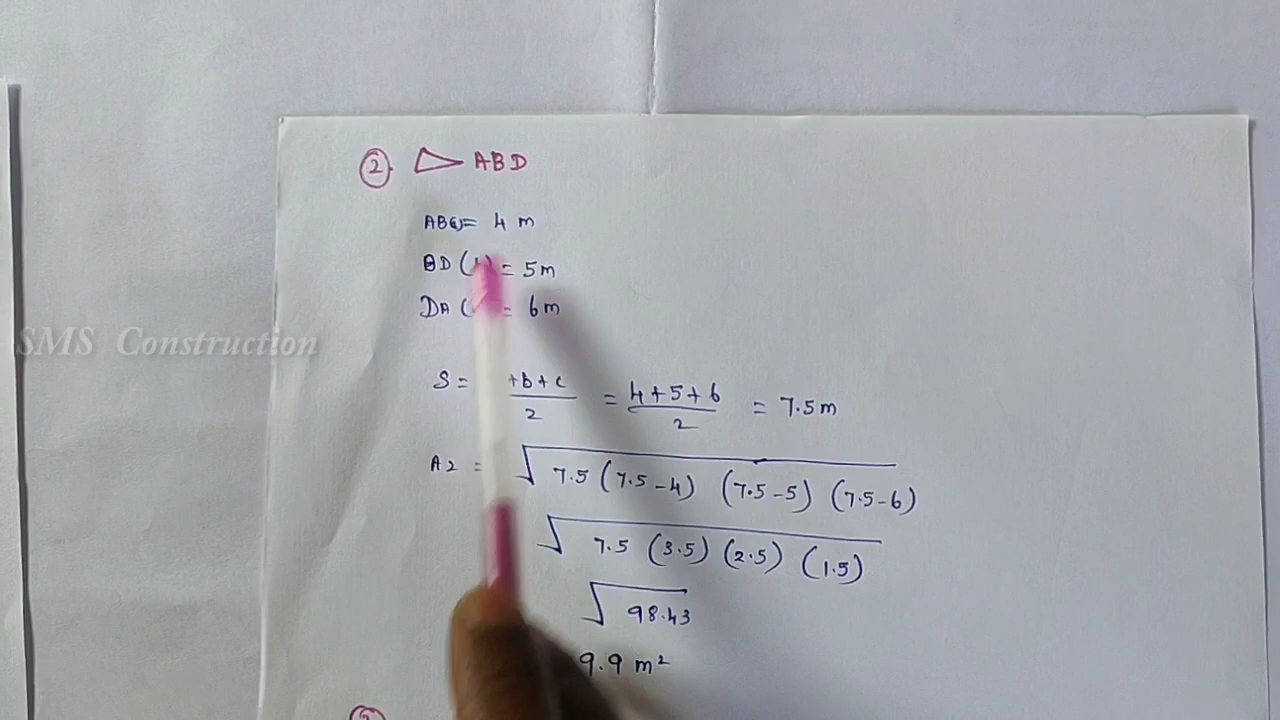 2. ABD
AB(a)= 4 m
BD ( ) = 5m
DA ( = 6m
SMS Construction
S = +b+c/2 = 4+5+6/2 = 7.5m
A2 = √7.5 (7.5-4) (7.5-5) (7.5-6)
√7.5 (3.5) (2.5) (1.5)
√98.43
9.9 m²